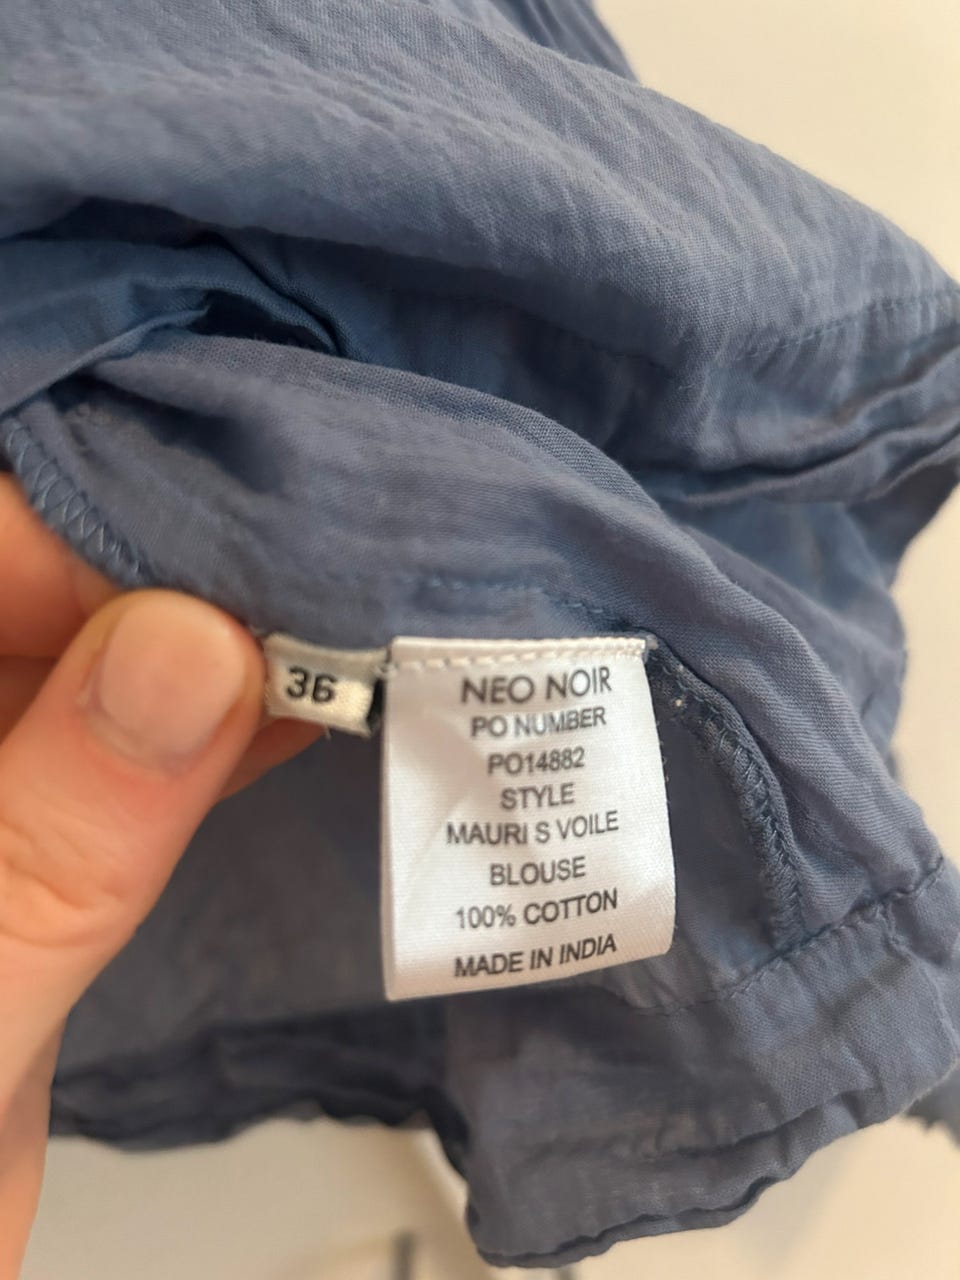 36
NEO NOIR
PO NUMBER
PO14882
STYLE
MAURI S VOILE
BLOUSE
100% COTTON
MADE IN INDIA